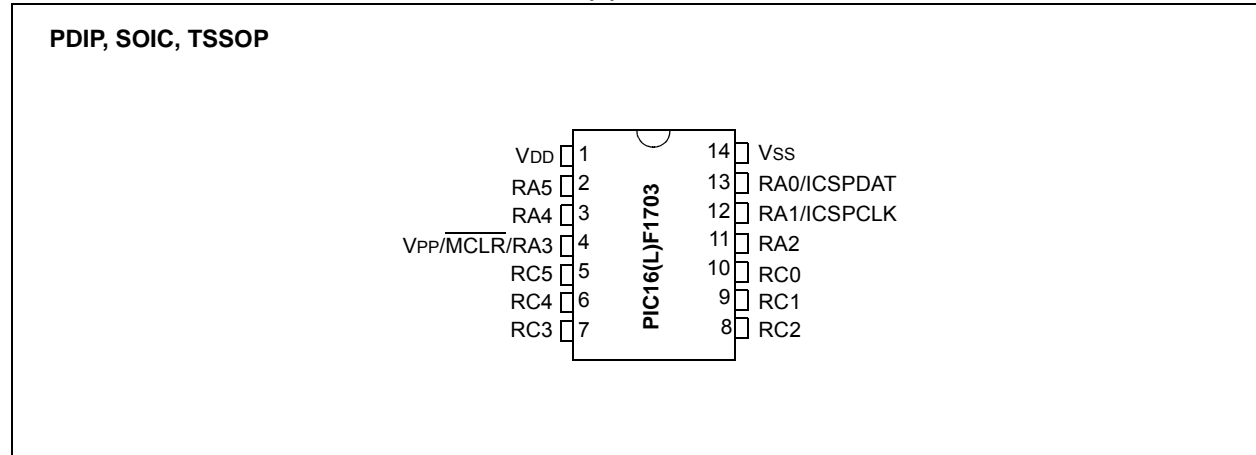 PDIP, SOIC, TSSOP
VDD 1 14 VSS
RA5 2 13 RA0/ICSPDAT
RA4 3 12 RA1/ICSPCLK
VPP/MCLR/RA3 4 11 RA2
RC5 5 10 RC0
RC4 6 9 RC1
RC3 7 8 RC2
PIC16(L)F1703